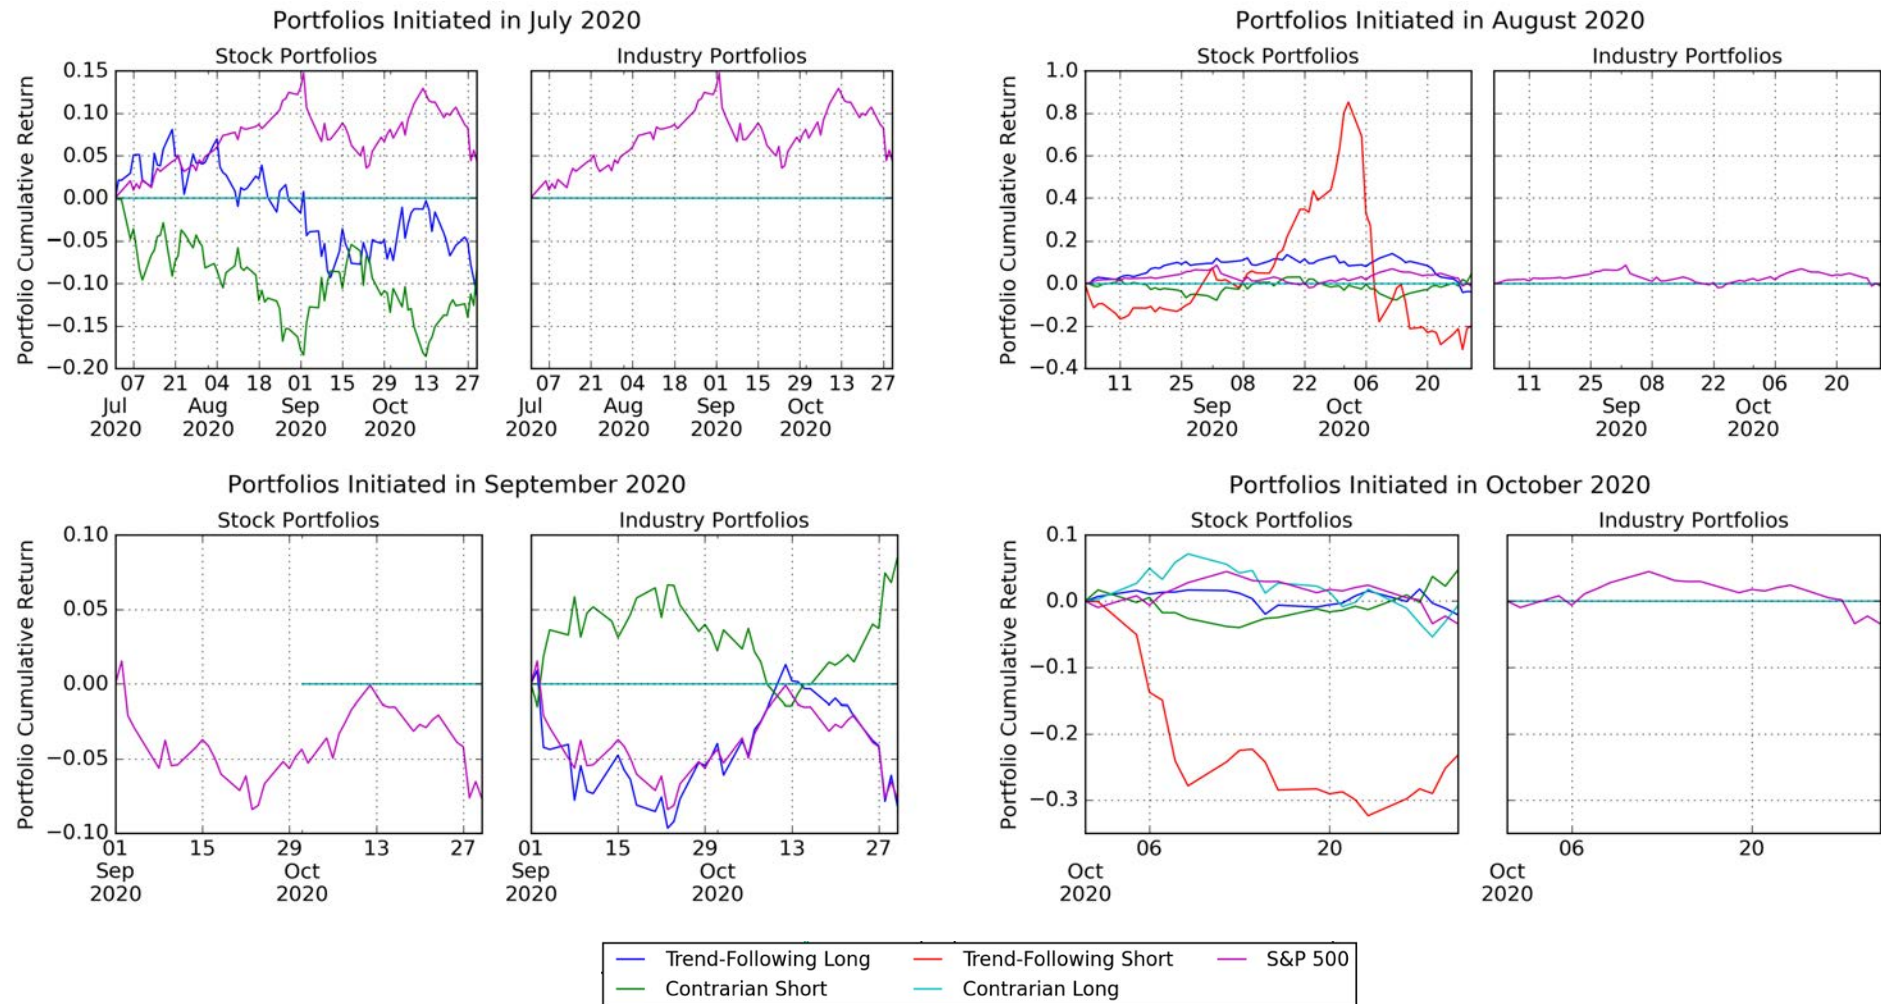 Portfolios Initiated in July 2020
Stock Portfolios
Industry Portfolios
Portfolio Cumulative Return
0.15
0.10
0.05
0.00
−0.05
−0.10
−0.15
−0.20
07 21 04 18 01 15 29 13 27
Jul Aug Sep Oct
2020 2020 2020 2020
07 21 04 18 01 15 29 13 27
Jul Aug Sep Oct
2020 2020 2020 2020
Portfolios Initiated in August 2020
Stock Portfolios
Industry Portfolios
Portfolio Cumulative Return
1.0
0.8
0.6
0.4
0.2
0.0
−0.2
−0.4
11 25 08 22 06 20
Sep Oct
2020 2020
11 25 08 22 06 20
Sep Oct
2020 2020
Portfolios Initiated in September 2020
Stock Portfolios
Industry Portfolios
Portfolio Cumulative Return
0.10
0.05
0.00
−0.05
−0.10
01 15 29 13 27
Sep Oct
2020 2020
01 15 29 13 27
Sep Oct
2020 2020
Portfolios Initiated in October 2020
Stock Portfolios
Industry Portfolios
Portfolio Cumulative Return
0.1
0.0
−0.1
−0.2
−0.3
06 20
Oct
2020
06 20
Oct
2020
Trend-Following Long Trend-Following Short S&P 500
Contrarian Short Contrarian Long